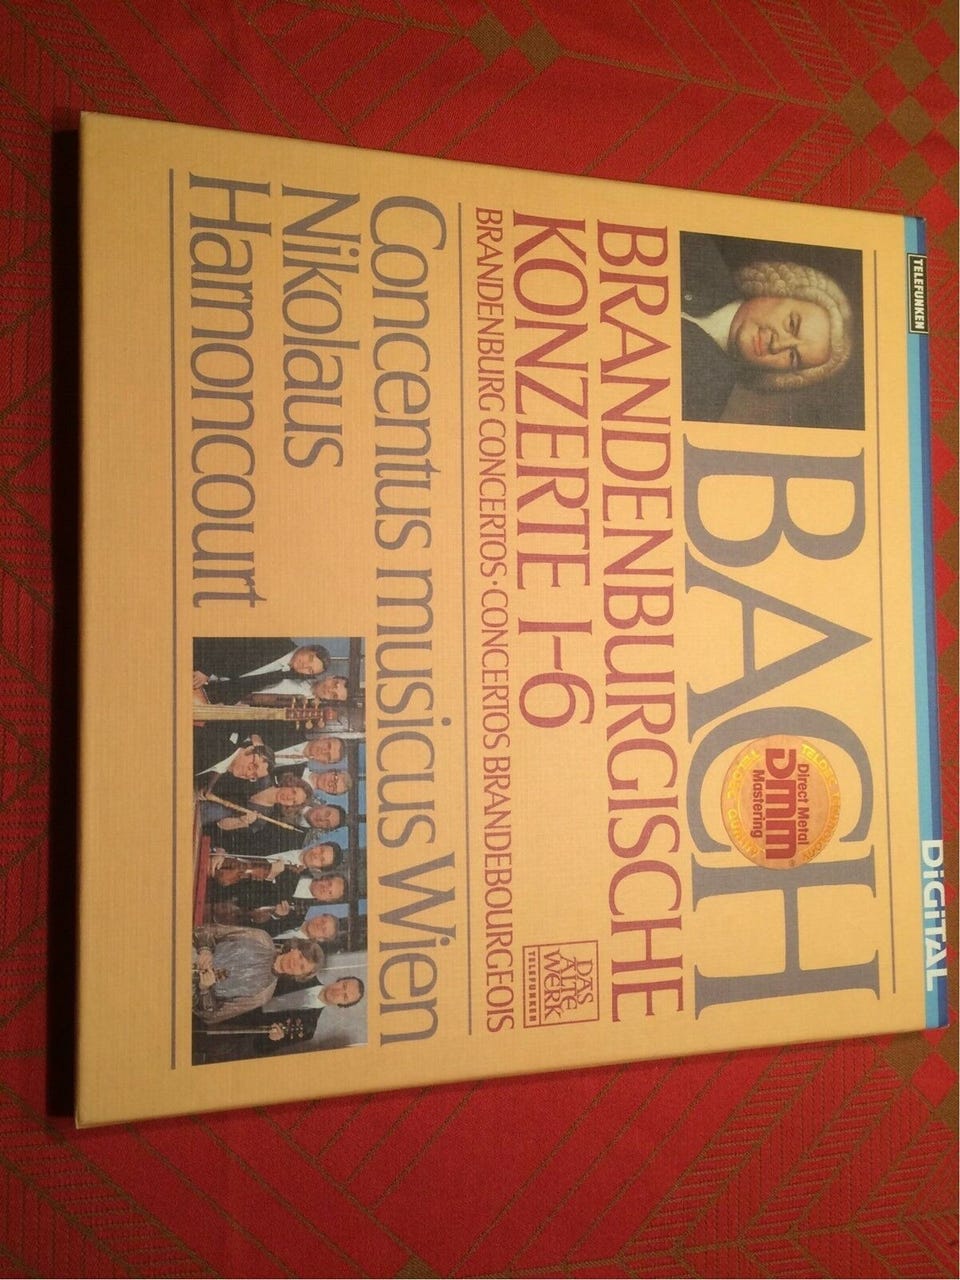 TELEFUNKEN
DiGiTAL
BACH
Direct Metal
DMM
Mastering
BRANDENBURGISCHE
KONZERTE 1–6
BRANDENBURG CONCERTOS · CONCERTOS BRANDEBOURGEOIS
DAS
ALTE
WERK
TELEFUNKEN
Concentus musicus Wien
Nikolaus
Harnoncourt